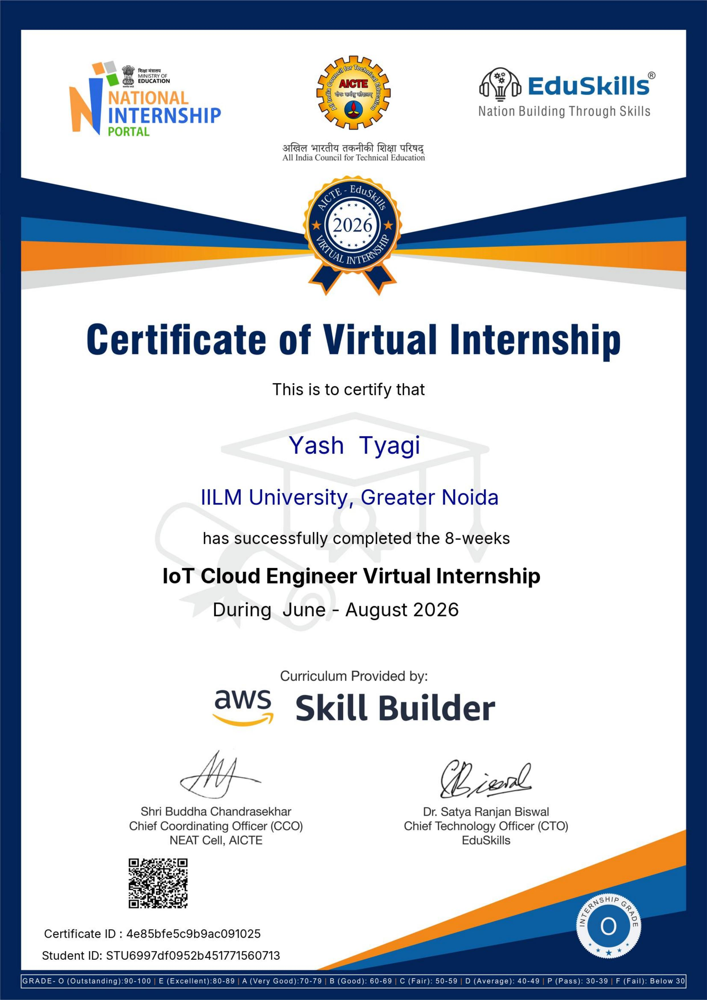 शिक्षा मंत्रालय
MINISTRY OF
EDUCATION
सत्यमेव जयते
NATIONAL
INTERNSHIP
PORTAL
All India Council for Technical Education
AICTE
योगः कर्मसु कौशलम्
अखिल भारतीय तकनीकी शिक्षा परिषद्
All India Council for Technical Education
EduSkills®
Nation Building Through Skills
AICTE - EduSkills
2026
VIRTUAL INTERNSHIP
Certificate of Virtual Internship
This is to certify that
Yash Tyagi
IILM University, Greater Noida
has successfully completed the 8-weeks
IoT Cloud Engineer Virtual Internship
During June - August 2026
Curriculum Provided by:
aws Skill Builder
Shri Buddha Chandrasekhar
Chief Coordinating Officer (CCO)
NEAT Cell, AICTE
Biswal
Dr. Satya Ranjan Biswal
Chief Technology Officer (CTO)
EduSkills
INTERNSHIP GRADE
O
Certificate ID : 4e85bfe5c9b9ac091025
Student ID: STU6997df0952b451771560713
GRADE- O (Outstanding):90-100 | E (Excellent):80-89 | A (Very Good):70-79 | B (Good): 60-69 | C (Fair): 50-59 | D (Average): 40-49 | P (Pass): 30-39 | F (Fail): Below 30